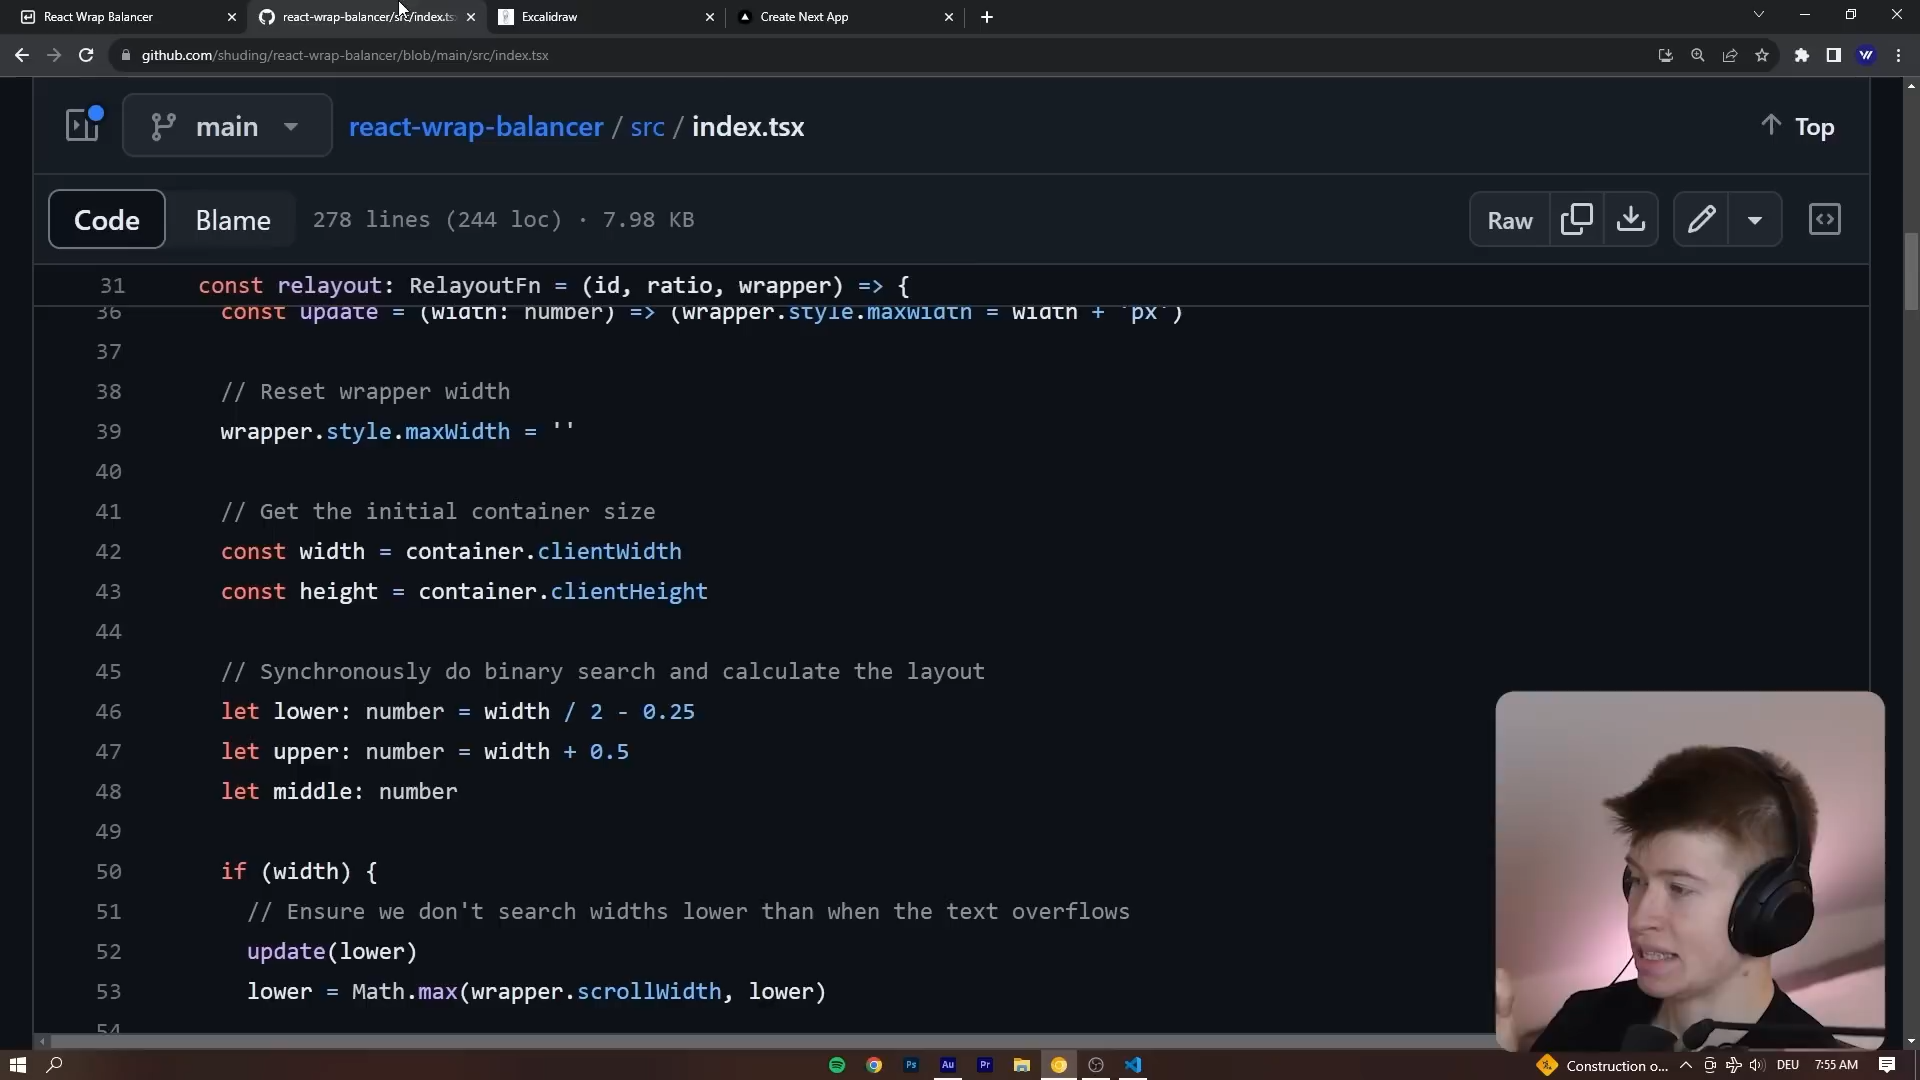 React Wrap Balancer
react-wrap-balancer/src/index.ts
Excalidraw
Create Next App
github.com/shuding/react-wrap-balancer/blob/main/src/index.tsx
main
react-wrap-balancer / src / index.tsx
Top
Code
Blame
278 lines (244 loc) · 7.98 KB
Raw
31 const relayout: RelayoutFn = (id, ratio, wrapper) => {
36 const update = (width: number) => (wrapper.style.maxWidth = width + 'px')
37
38 // Reset wrapper width
39 wrapper.style.maxWidth = ''
40
41 // Get the initial container size
42 const width = container.clientWidth
43 const height = container.clientHeight
44
45 // Synchronously do binary search and calculate the layout
46 let lower: number = width / 2 - 0.25
47 let upper: number = width + 0.5
48 let middle: number
49
50 if (width) {
51 // Ensure we don't search widths lower than when the text overflows
52 update(lower)
53 lower = Math.max(wrapper.scrollWidth, lower)
54
Ps
Au
Pr
Construction o...
DEU
7:55 AM